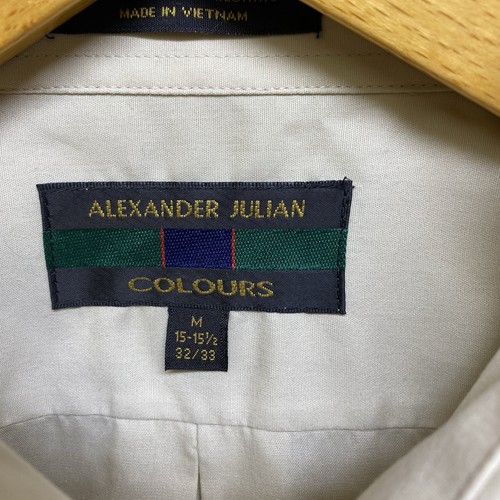 MADE IN VIETNAM
ALEXANDER JULIAN
COLOURS
M
15-15½
32/33